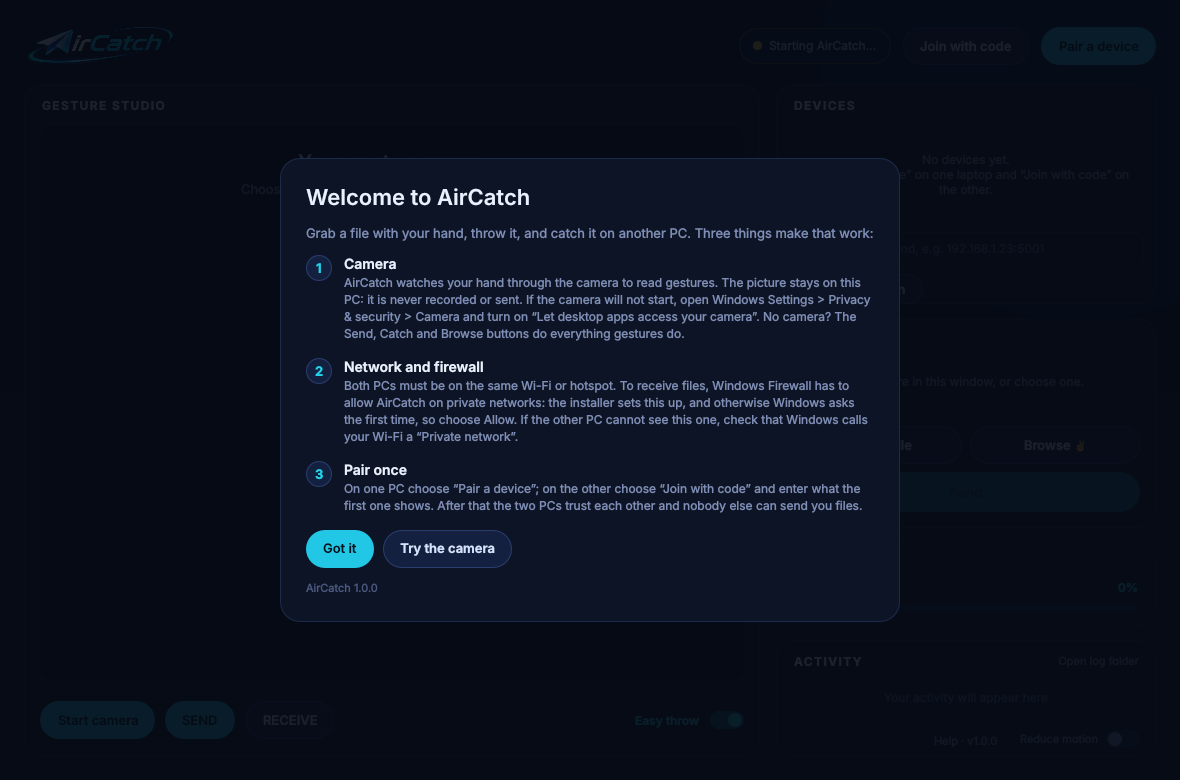 AirCatch
Starting AirCatch...
Join with code
Pair a device
GESTURE STUDIO
DEVICES
No devices yet.
on one laptop and “Join with code” on
the other.
Choos
e.g. 192.168.1.23:5001
Welcome to AirCatch
Grab a file with your hand, throw it, and catch it on another PC. Three things make that work:
1 Camera
AirCatch watches your hand through the camera to read gestures. The picture stays on this
PC: it is never recorded or sent. If the camera will not start, open Windows Settings > Privacy
& security > Camera and turn on “Let desktop apps access your camera”. No camera? The
Send, Catch and Browse buttons do everything gestures do.
2 Network and firewall
Both PCs must be on the same Wi-Fi or hotspot. To receive files, Windows Firewall has to
allow AirCatch on private networks: the installer sets this up, and otherwise Windows asks
the first time, so choose Allow. If the other PC cannot see this one, check that Windows calls
your Wi-Fi a “Private network”.
3 Pair once
On one PC choose “Pair a device”; on the other choose “Join with code” and enter what the
first one shows. After that the two PCs trust each other and nobody else can send you files.
Got it
Try the camera
AirCatch 1.0.0
in this window, or choose one.
Browse ✌
0%
ACTIVITY
Open log folder
Your activity will appear here
Start camera
SEND
RECEIVE
Easy throw
Help · v1.0.0
Reduce motion